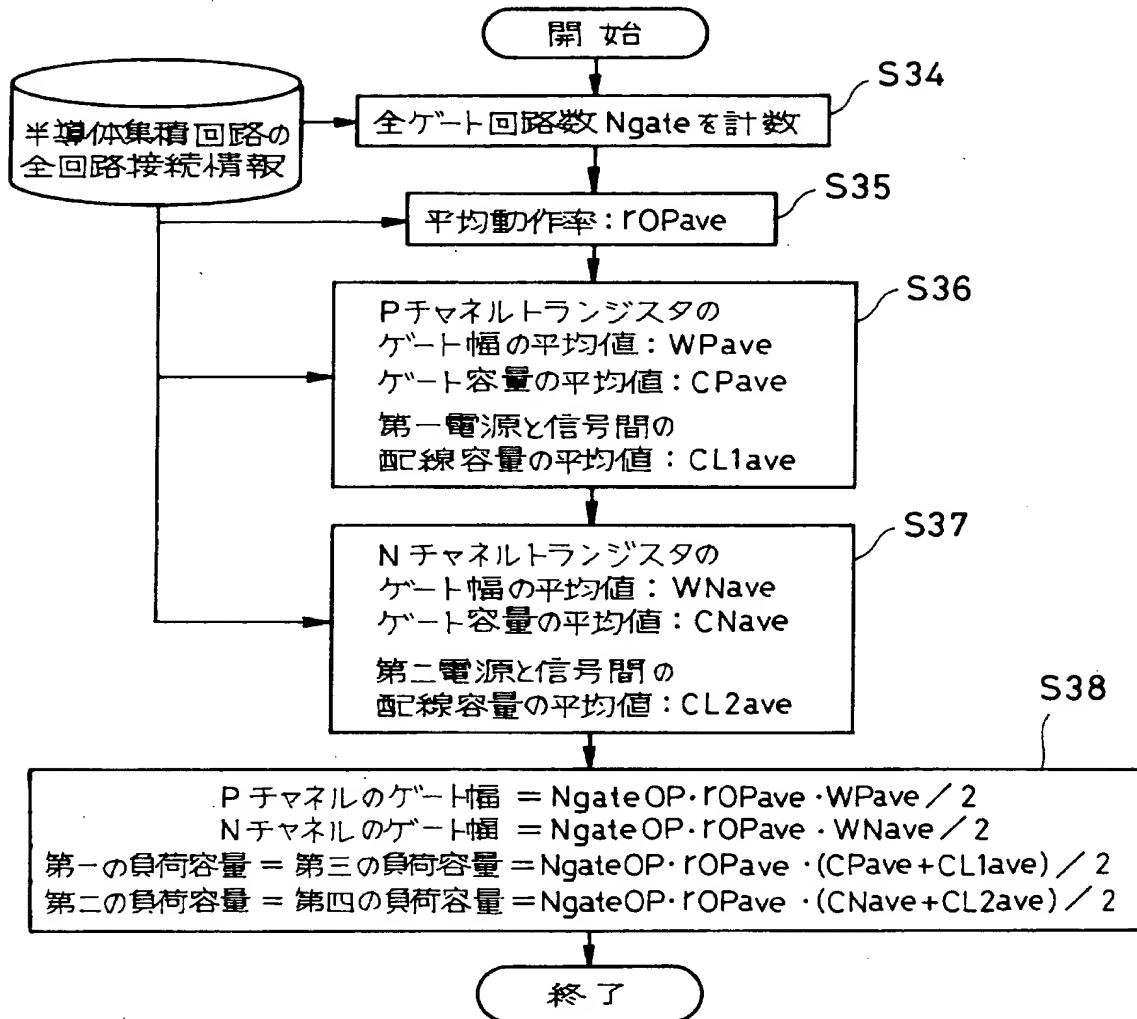 開始
S34
半導体集積回路の
全回路接続情報
全ゲート回路数Ngateを計数
S35
平均動作率：rOPave
S36
Pチャネルトランジスタの
ゲート幅の平均値：WPave
ゲート容量の平均値：CPave
第一電源と信号間の
配線容量の平均値：CL1ave
S37
Nチャネルトランジスタの
ゲート幅の平均値：WNave
ゲート容量の平均値：CNave
第二電源と信号間の
配線容量の平均値：CL2ave
S38
Pチャネルのゲート幅 = NgateOP・rOPave・WPave／2
Nチャネルのゲート幅 = NgateOP・rOPave・WNave／2
第一の負荷容量 = 第三の負荷容量 = NgateOP・rOPave・(CPave+CL1ave)／2
第二の負荷容量 = 第四の負荷容量 = NgateOP・rOPave・(CNave+CL2ave)／2
終了